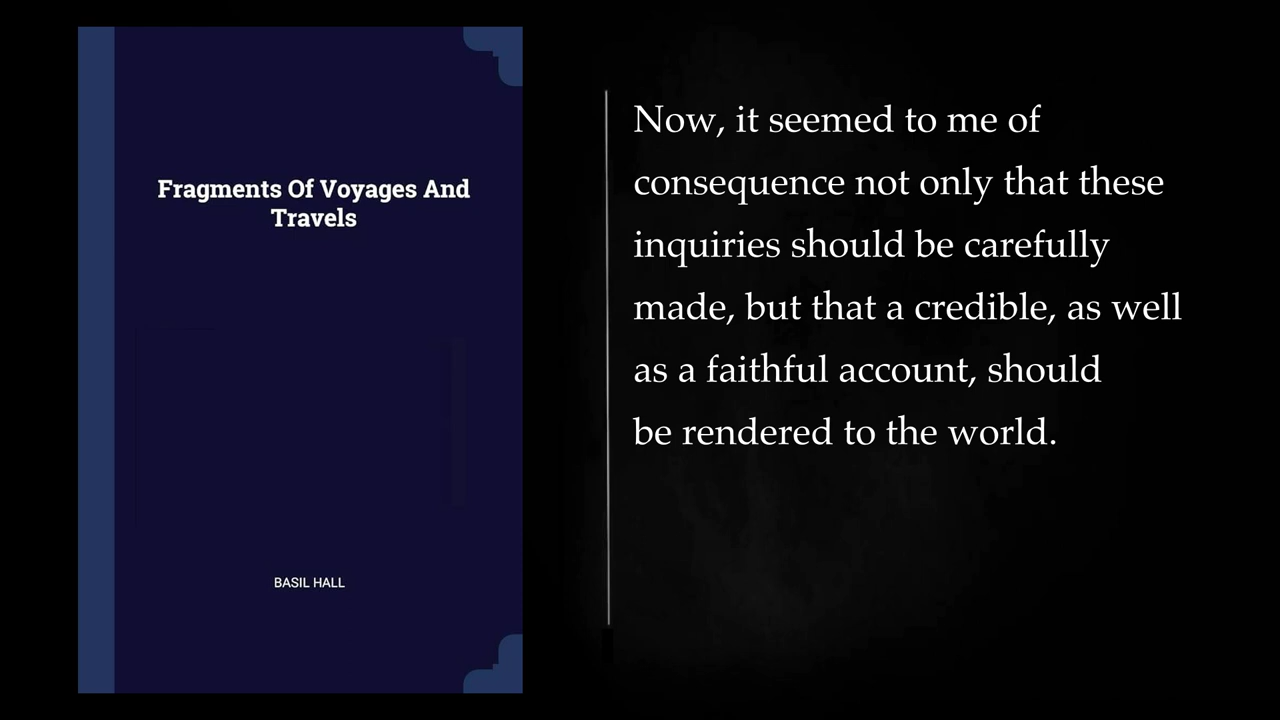 Fragments Of Voyages And
Travels
BASIL HALL
Now, it seemed to me of
consequence not only that these
inquiries should be carefully
made, but that a credible, as well
as a faithful account, should
be rendered to the world.